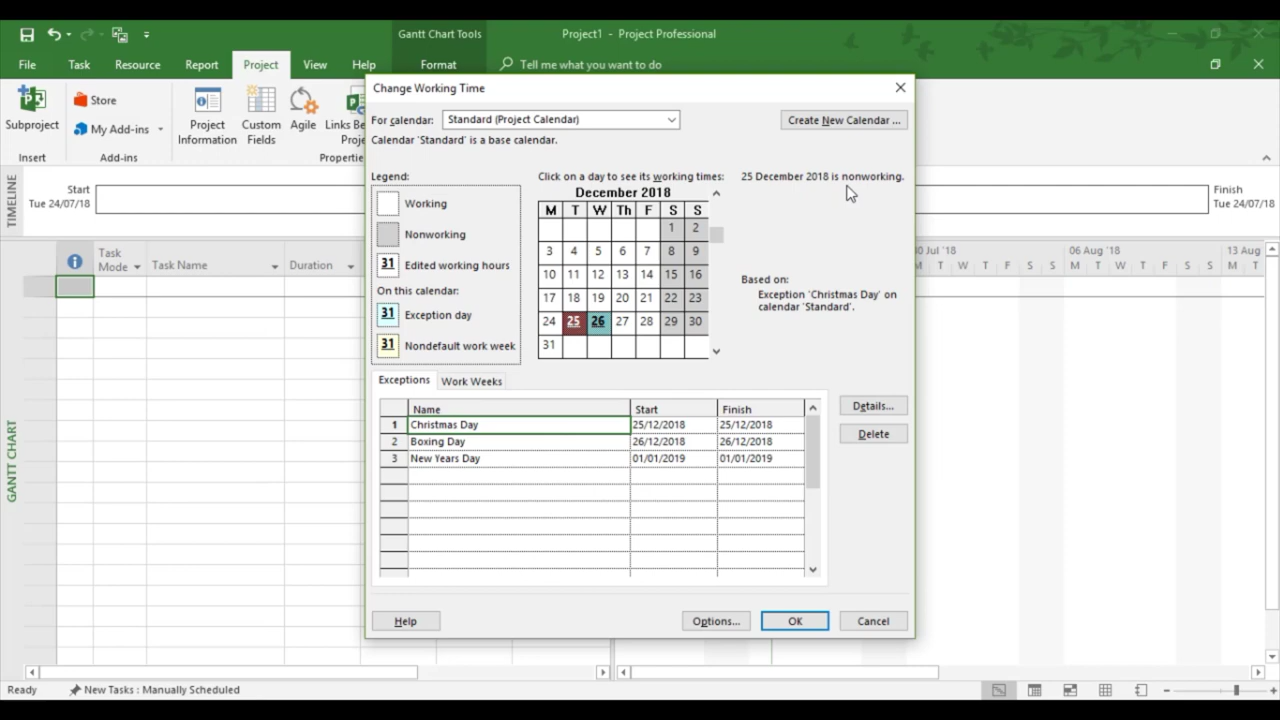 Gantt Chart Tools
Project1 - Project Professional
File Task Resource Report Project View Help Format Tell me what you want to do
Subproject
Insert
Store
My Add-ins
Add-ins
Project Information
Custom Fields
Agile
Links Be
Proje
Propertie
TIMELINE
Start
Tue 24/07/18
Finish
Tue 24/07/18
Task Mode
Task Name
Duration
30 Jul '18 06 Aug '18 13 Aug
M T W T F S S M T W T F S S M T
GANTT CHART
Change Working Time
For calendar: Standard (Project Calendar)
Create New Calendar ...
Calendar 'Standard' is a base calendar.
Legend:
Working
Nonworking
31 Edited working hours
On this calendar:
31 Exception day
31 Nondefault work week
Click on a day to see its working times:
December 2018
M T W Th F S S
1 2
3 4 5 6 7 8 9
10 11 12 13 14 15 16
17 18 19 20 21 22 23
24 25 26 27 28 29 30
31
25 December 2018 is nonworking.
Based on:
Exception 'Christmas Day' on
calendar 'Standard'.
Exceptions Work Weeks
Name Start Finish
1 Christmas Day 25/12/2018 25/12/2018
2 Boxing Day 26/12/2018 26/12/2018
3 New Years Day 01/01/2019 01/01/2019
Details...
Delete
Help Options... OK Cancel
Ready New Tasks : Manually Scheduled